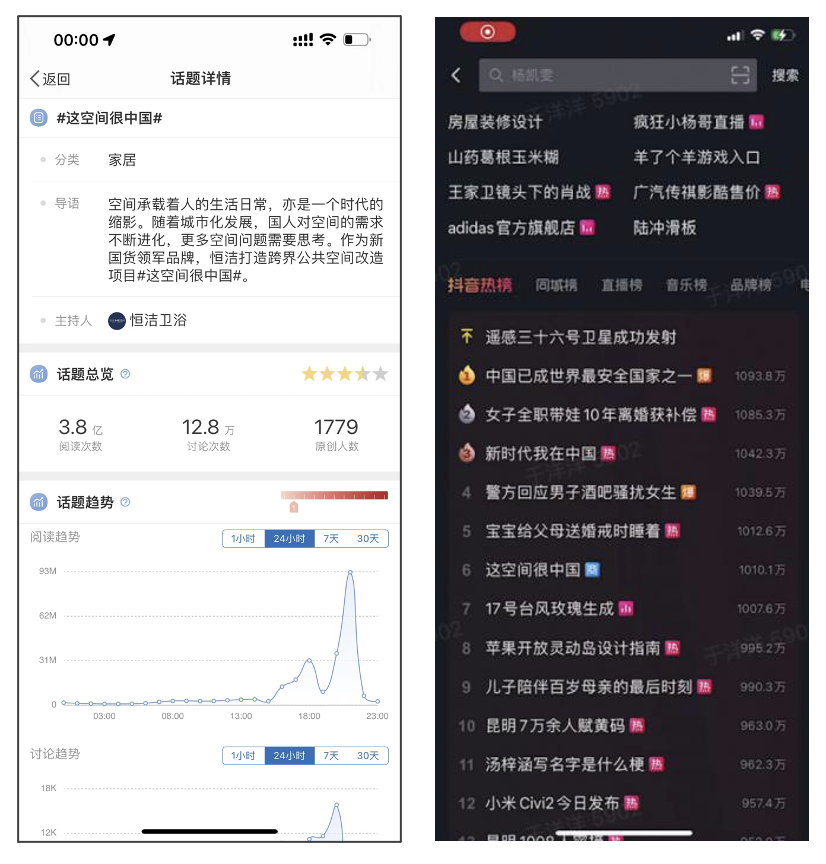 00:00
返回
话题详情
#这空间很中国#
分类 家居
导语 空间承载着人的生活日常，亦是一个时代的
缩影。随着城市化发展，国人对空间的需求
不断进化，更多空间问题需要思考。作为新
国货领军品牌，恒洁打造跨界公共空间改造
项目#这空间很中国#。
主持人 恒洁卫浴
话题总览
3.8 亿 12.8 万 1779
阅读次数 讨论次数 原创人数
话题趋势
阅读趋势 1小时 24小时 7天 30天
93M
62M
31M
0
03:00 08:00 13:00 18:00 23:00
讨论趋势 1小时 24小时 7天 30天
18K
12K
杨凯雯 搜索
房屋装修设计 疯狂小杨哥直播
山药葛根玉米糊 羊了个羊游戏入口
王家卫镜头下的肖战 热 广汽传祺影酷售价 热
adidas官方旗舰店 陆冲滑板
抖音热榜 同城榜 直播榜 音乐榜 品牌榜
遥感三十六号卫星成功发射
1 中国已成世界最安全国家之一 爆 1093.8万
2 女子全职带娃10年离婚获补偿 热 1085.3万
3 新时代我在中国 热 1042.3万
4 警方回应男子酒吧骚扰女生 爆 1039.5万
5 宝宝给父母送婚戒时睡着 热 1012.6万
6 这空间很中国 商 1010.1万
7 17号台风玫瑰生成 1007.6万
8 苹果开放灵动岛设计指南 热 995.2万
9 儿子陪伴百岁母亲的最后时刻 热 990.3万
10 昆明7万余人赋黄码 热 963.0万
11 汤梓涵写名字是什么梗 热 962.3万
12 小米Civi2今日发布 热 957.4万
于洋洋 5902